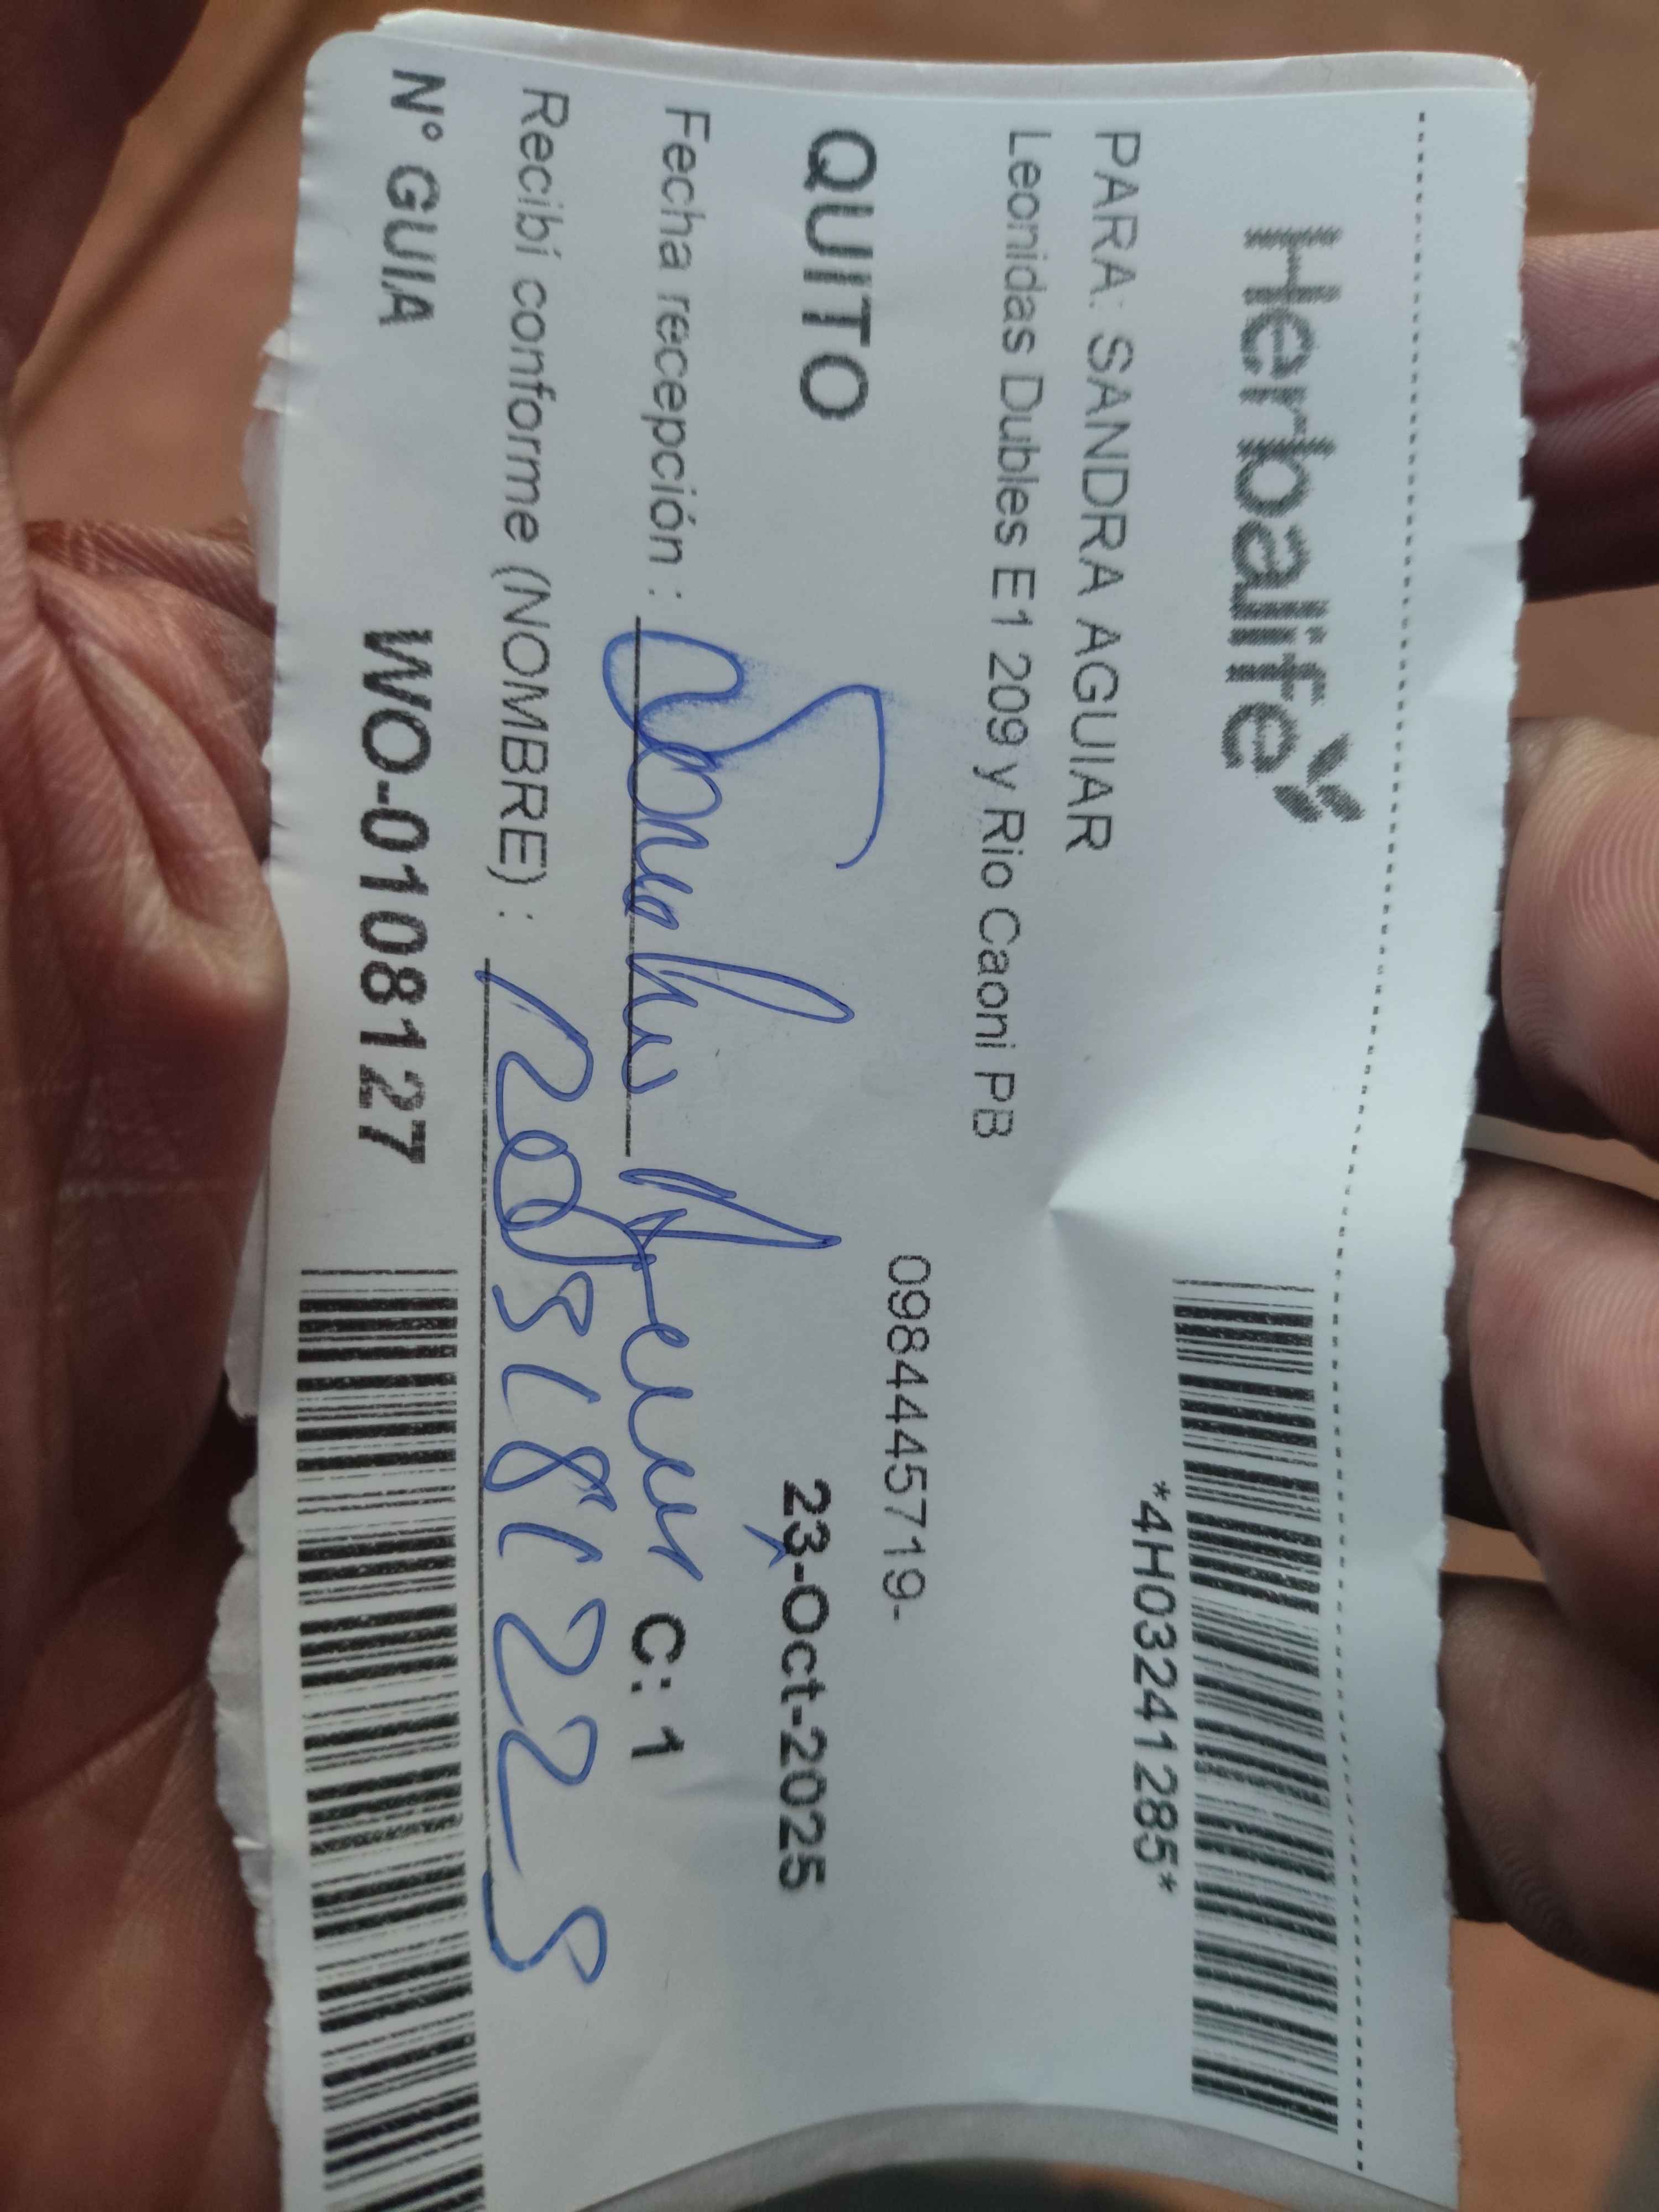 Herbalife
*4H03241285*
PARA: SANDRA AGUIAR
Leonidas Dubles E1 209 y Rio Caoni PB
0984445719-
QUITO
23-Oct-2025
Fecha recepción :
C: 1
Recibí conforme (NOMBRE) :
N° GUIA WO-0108127